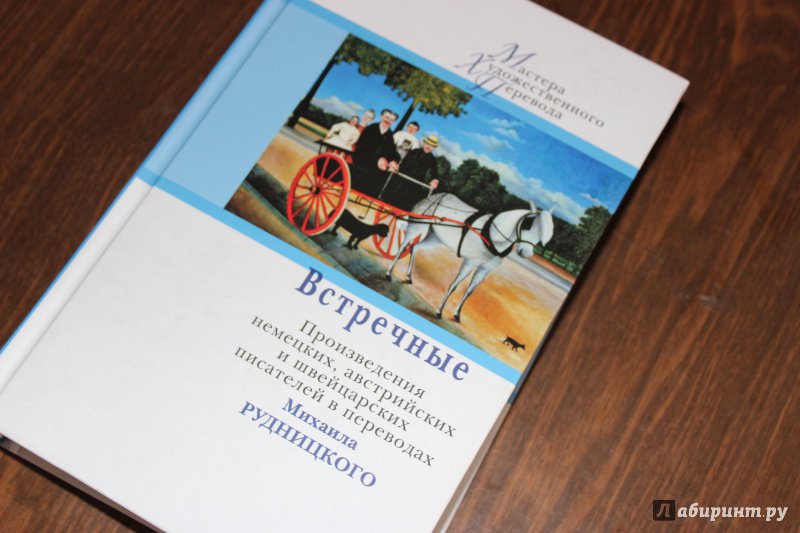 Мастера
Художественного
Перевода
Встречные
Произведения
немецких, австрийских
и швейцарских
писателей в переводах
Михаила
РУДНИЦКОГО
Лабиринт.ру